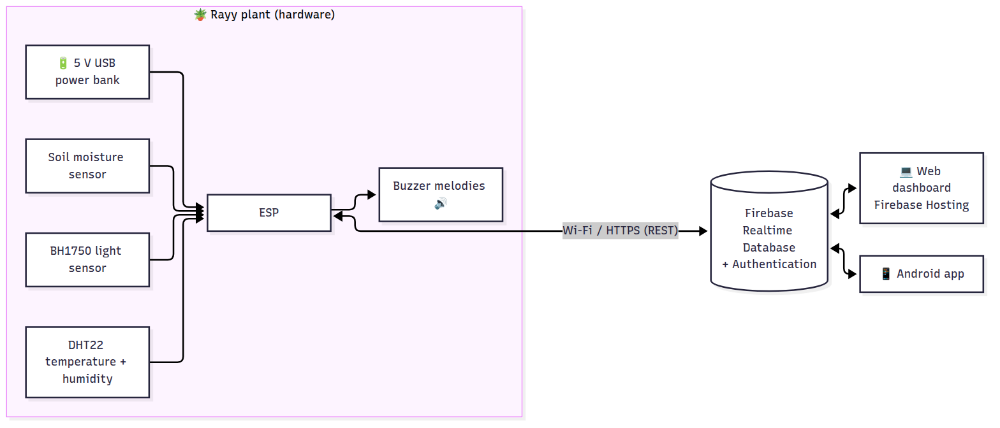 🪴 Rayy plant (hardware)
🔋 5 V USB
power bank
Soil moisture
sensor
BH1750 light
sensor
DHT22
temperature +
humidity
ESP
Buzzer melodies
🔊
Wi-Fi / HTTPS (REST)
Firebase
Realtime
Database
+ Authentication
💻 Web
dashboard
Firebase Hosting
📱 Android app